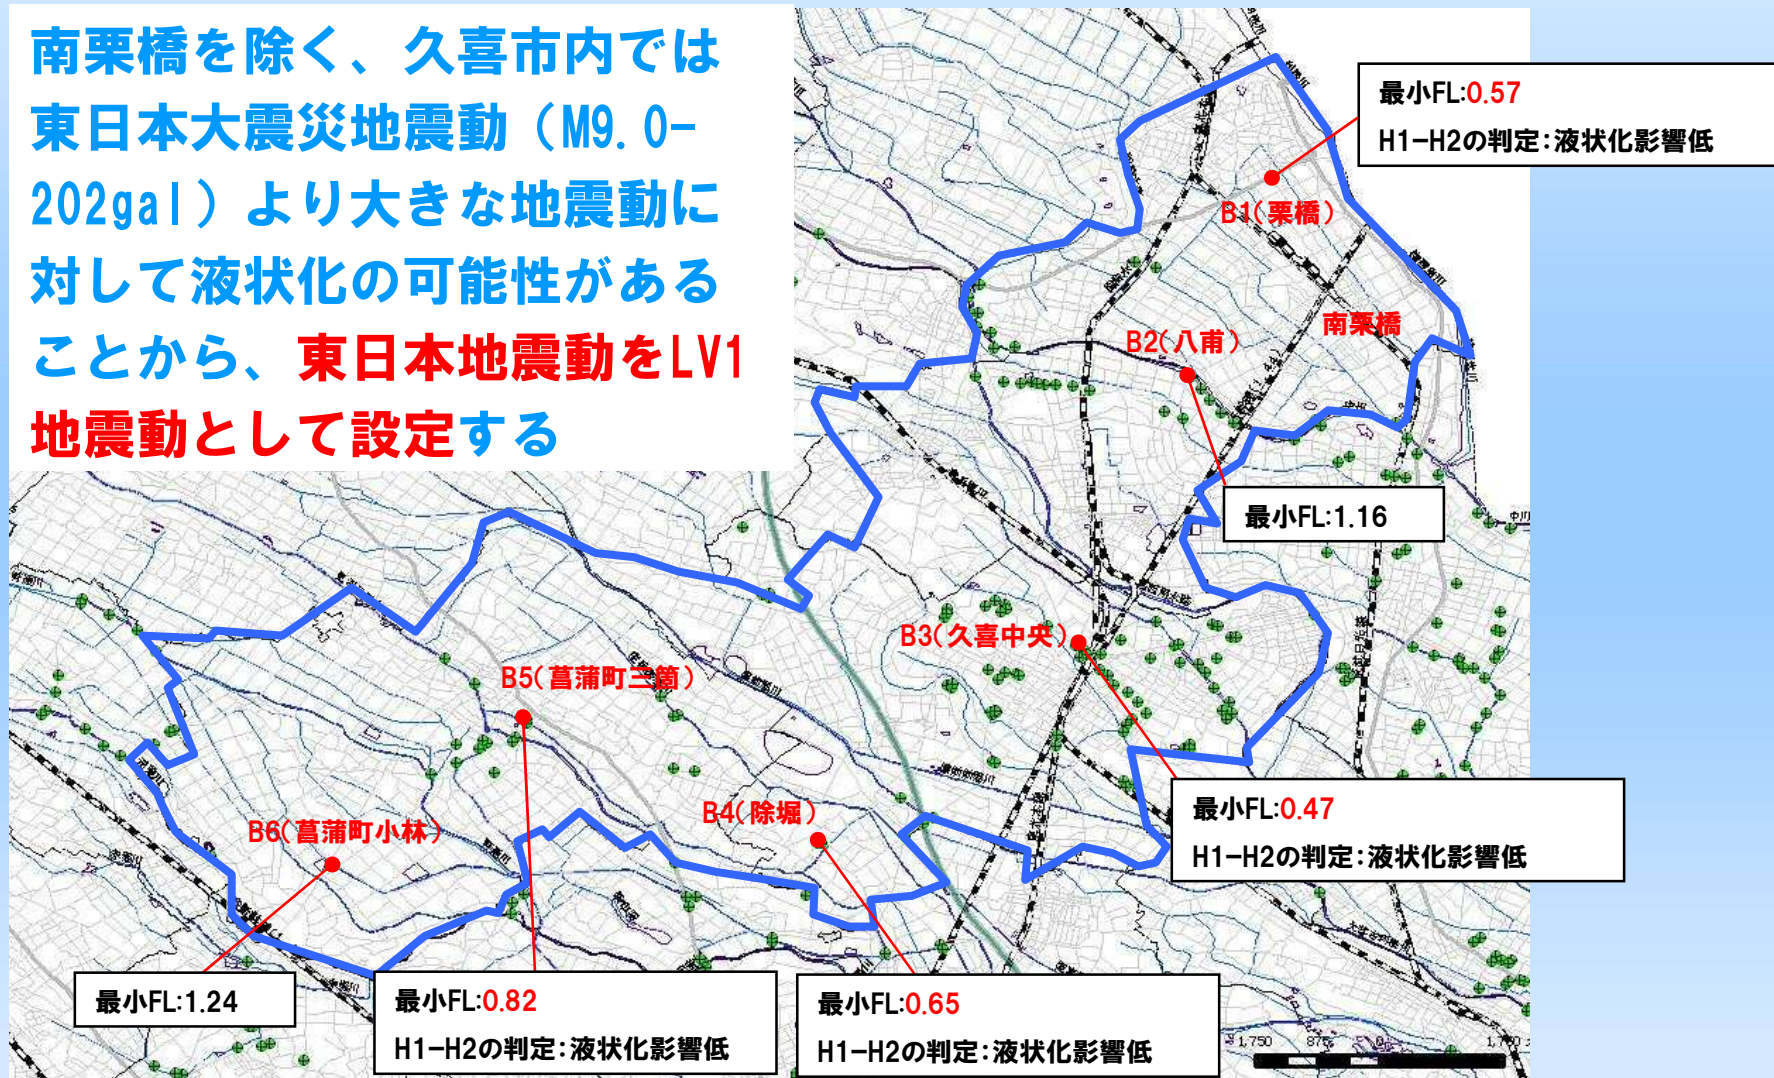 南栗橋を除く、久喜市内では
東日本大震災地震動（M9.0-
202gal）より大きな地震動に
対して液状化の可能性がある
ことから、東日本地震動をLV1
地震動として設定する
最小FL:0.57
H1-H2の判定:液状化影響低
B1(栗橋)
南栗橋
B2(八甫)
最小FL:1.16
中川
B3(久喜中央)
B5(菖蒲町三箇)
最小FL:0.47
H1-H2の判定:液状化影響低
B4(除堀)
B6(菖蒲町小林)
最小FL:1.24
最小FL:0.82
H1-H2の判定:液状化影響低
最小FL:0.65
H1-H2の判定:液状化影響低
1,750 875 0